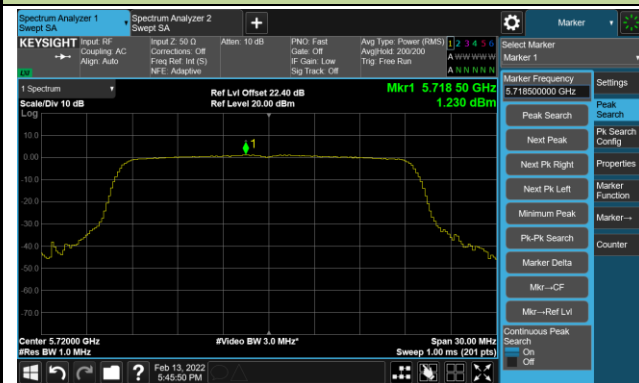 Spectrum Analyzer 1
Swept SA
Spectrum Analyzer 2
Swept SA
+
Marker
KEYSIGHT
Input: RF
Coupling: AC
Align: Auto
Input Z: 50 Ω
Corrections: Off
Freq Ref: Int (S)
NFE: Adaptive
Atten: 10 dB
PNO: Fast
Gate: Off
IF Gain: Low
Sig Track: Off
Avg Type: Power (RMS)
Avg|Hold: 200/200
Trig: Free Run
1 2 3 4 5 6
A W W W W W
A N N N N N
Select Marker
Marker 1
1 Spectrum
Scale/Div 10 dB
Ref Lvl Offset 22.40 dB
Ref Level 20.00 dBm
Mkr1 5.718 50 GHz
1.230 dBm
Log
10.0
0.00
-10.0
-20.0
-30.0
-40.0
-50.0
-60.0
-70.0
1
Center 5.72000 GHz
#Res BW 1.0 MHz
#Video BW 3.0 MHz*
Span 30.00 MHz
Sweep 1.00 ms (201 pts)
Marker Frequency
5.718500000 GHz
Peak Search
Next Peak
Next Pk Right
Next Pk Left
Minimum Peak
Pk-Pk Search
Marker Delta
Mkr→CF
Mkr→Ref Lvl
Continuous Peak
Search
On
Off
Settings
Peak
Search
Pk Search
Config
Properties
Marker
Function
Marker→
Counter
?
Feb 13, 2022
5:45:50 PM